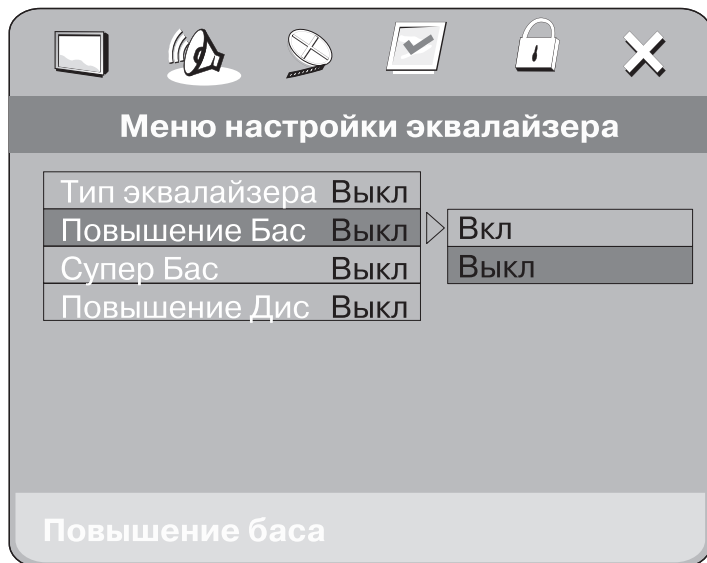 Меню настройки эквалайзера
Тип эквалайзера Выкл
Повышение Бас Выкл
Вкл
Супер Бас Выкл
Выкл
Повышение Дис Выкл
Повышение баса